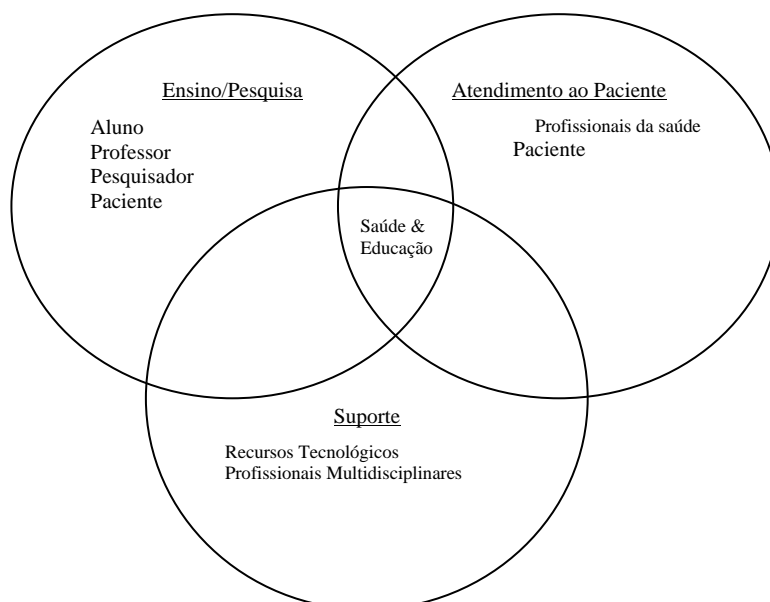 Ensino/Pesquisa
Aluno
Professor
Pesquisador
Paciente
Atendimento ao Paciente
Profissionais da saúde
Paciente
Saúde &
Educação
Suporte
Recursos Tecnológicos
Profissionais Multidisciplinares